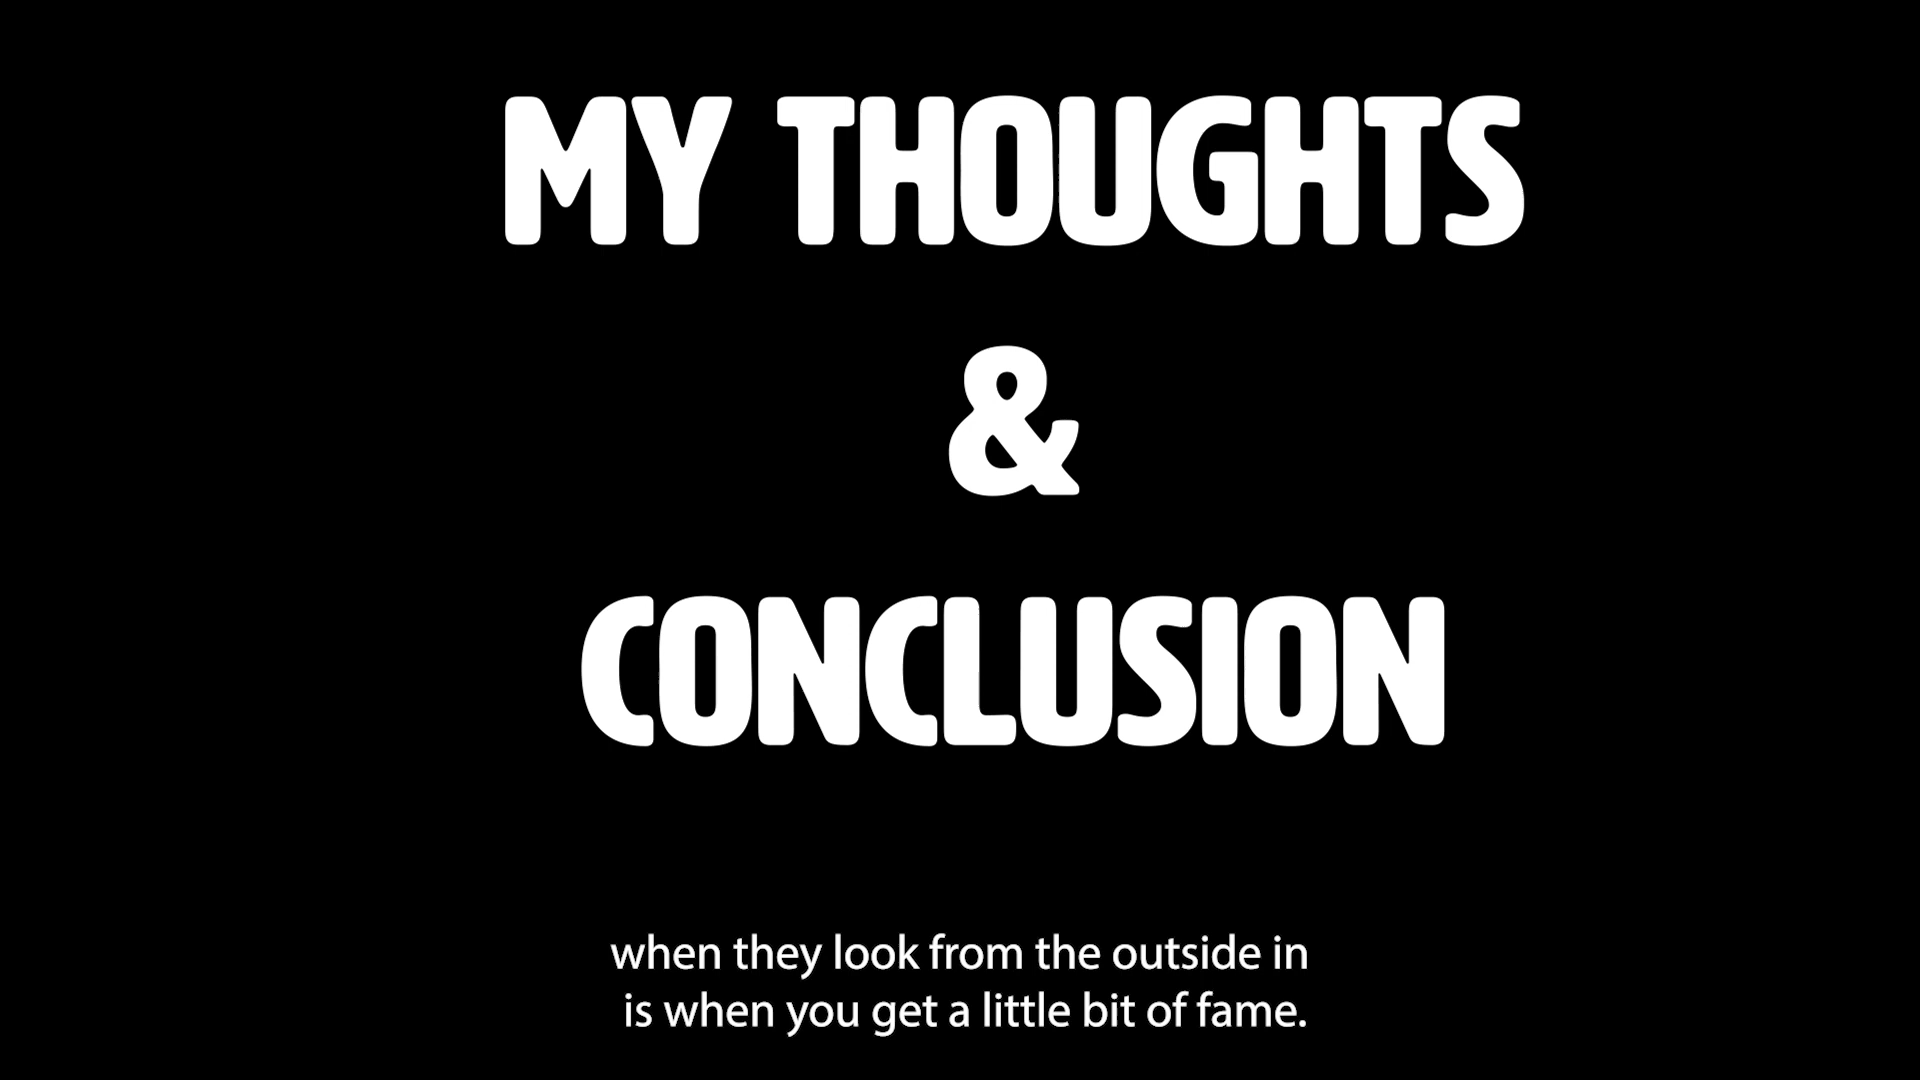 MY THOUGHTS
&
CONCLUSION
when they look from the outside in
is when you get a little bit of fame.